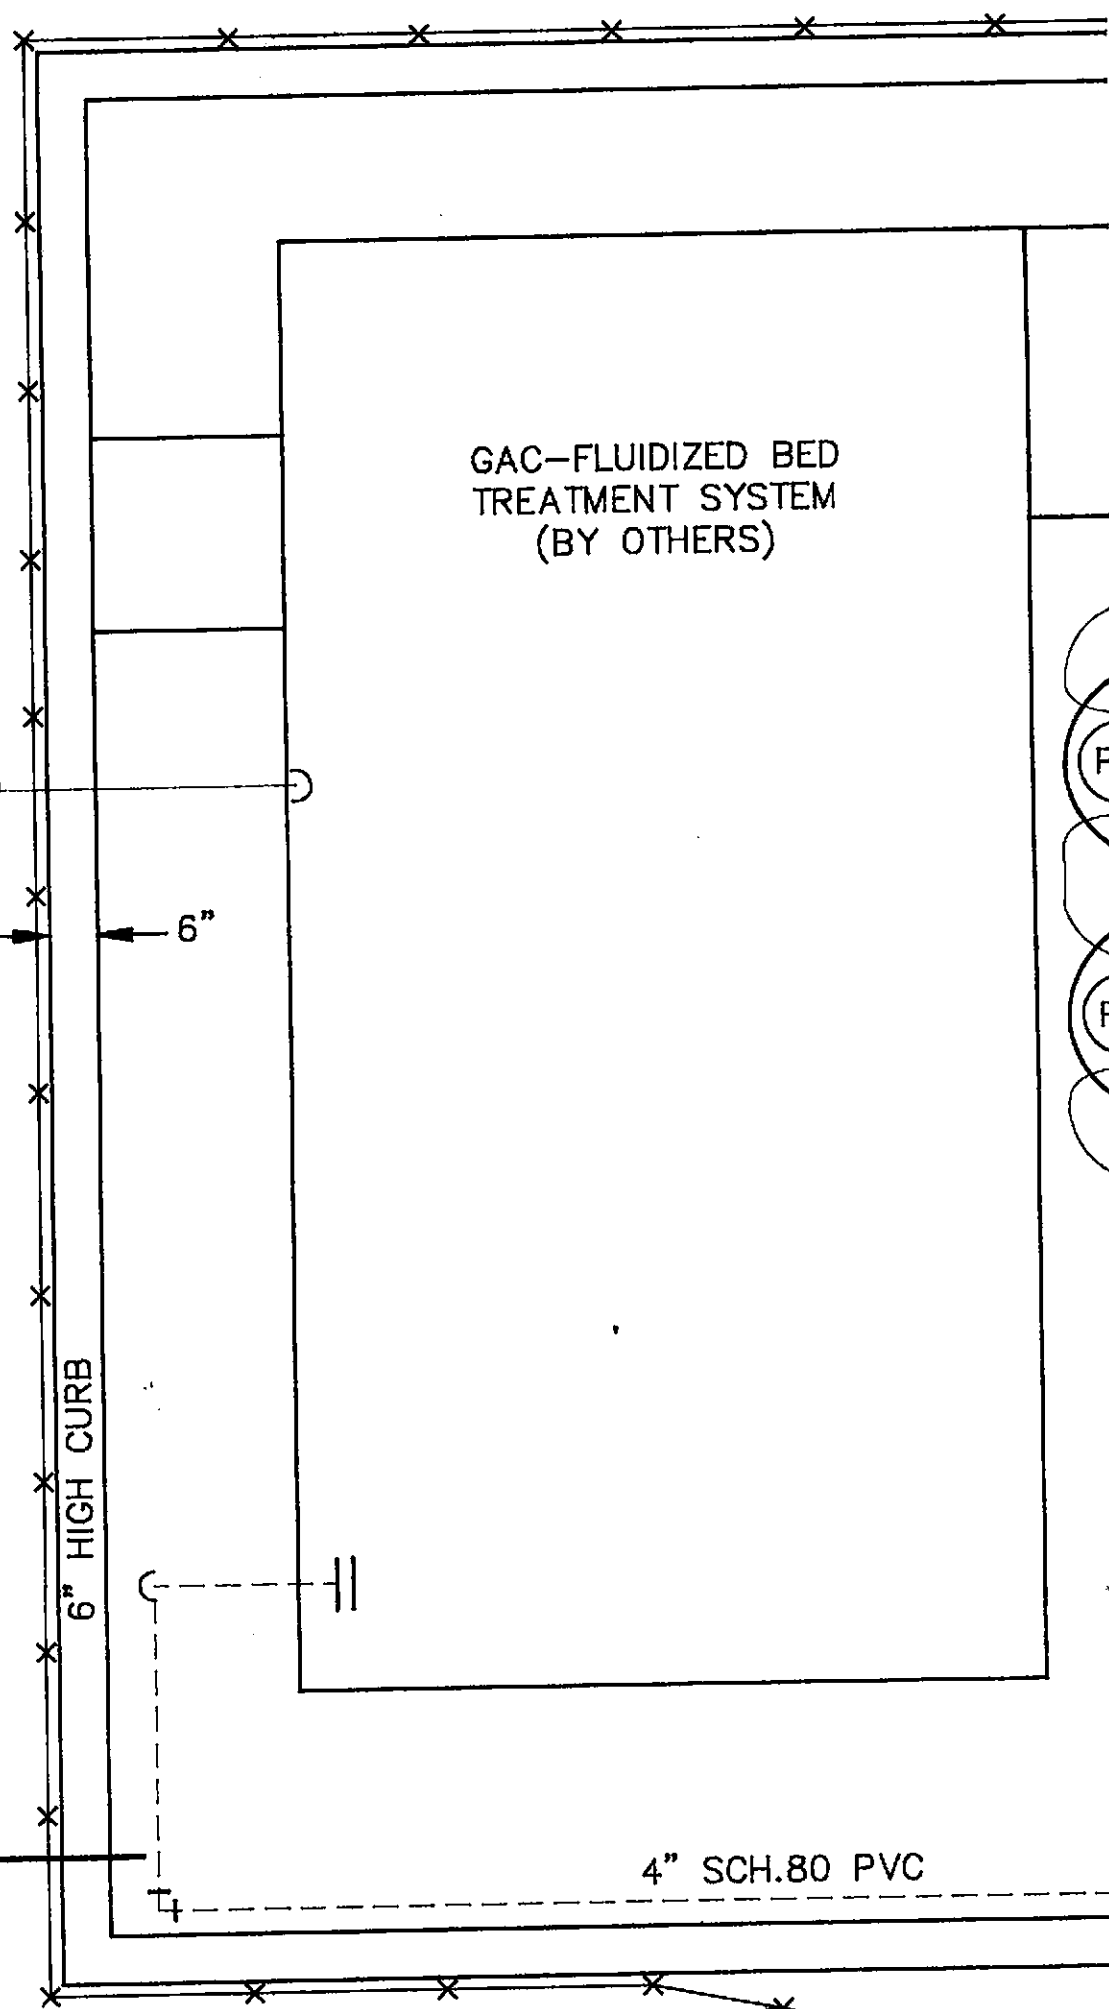 GAC-FLUIDIZED BED
TREATMENT SYSTEM
(BY OTHERS)
P
6"
P
6" HIGH CURB
4" SCH.80 PVC